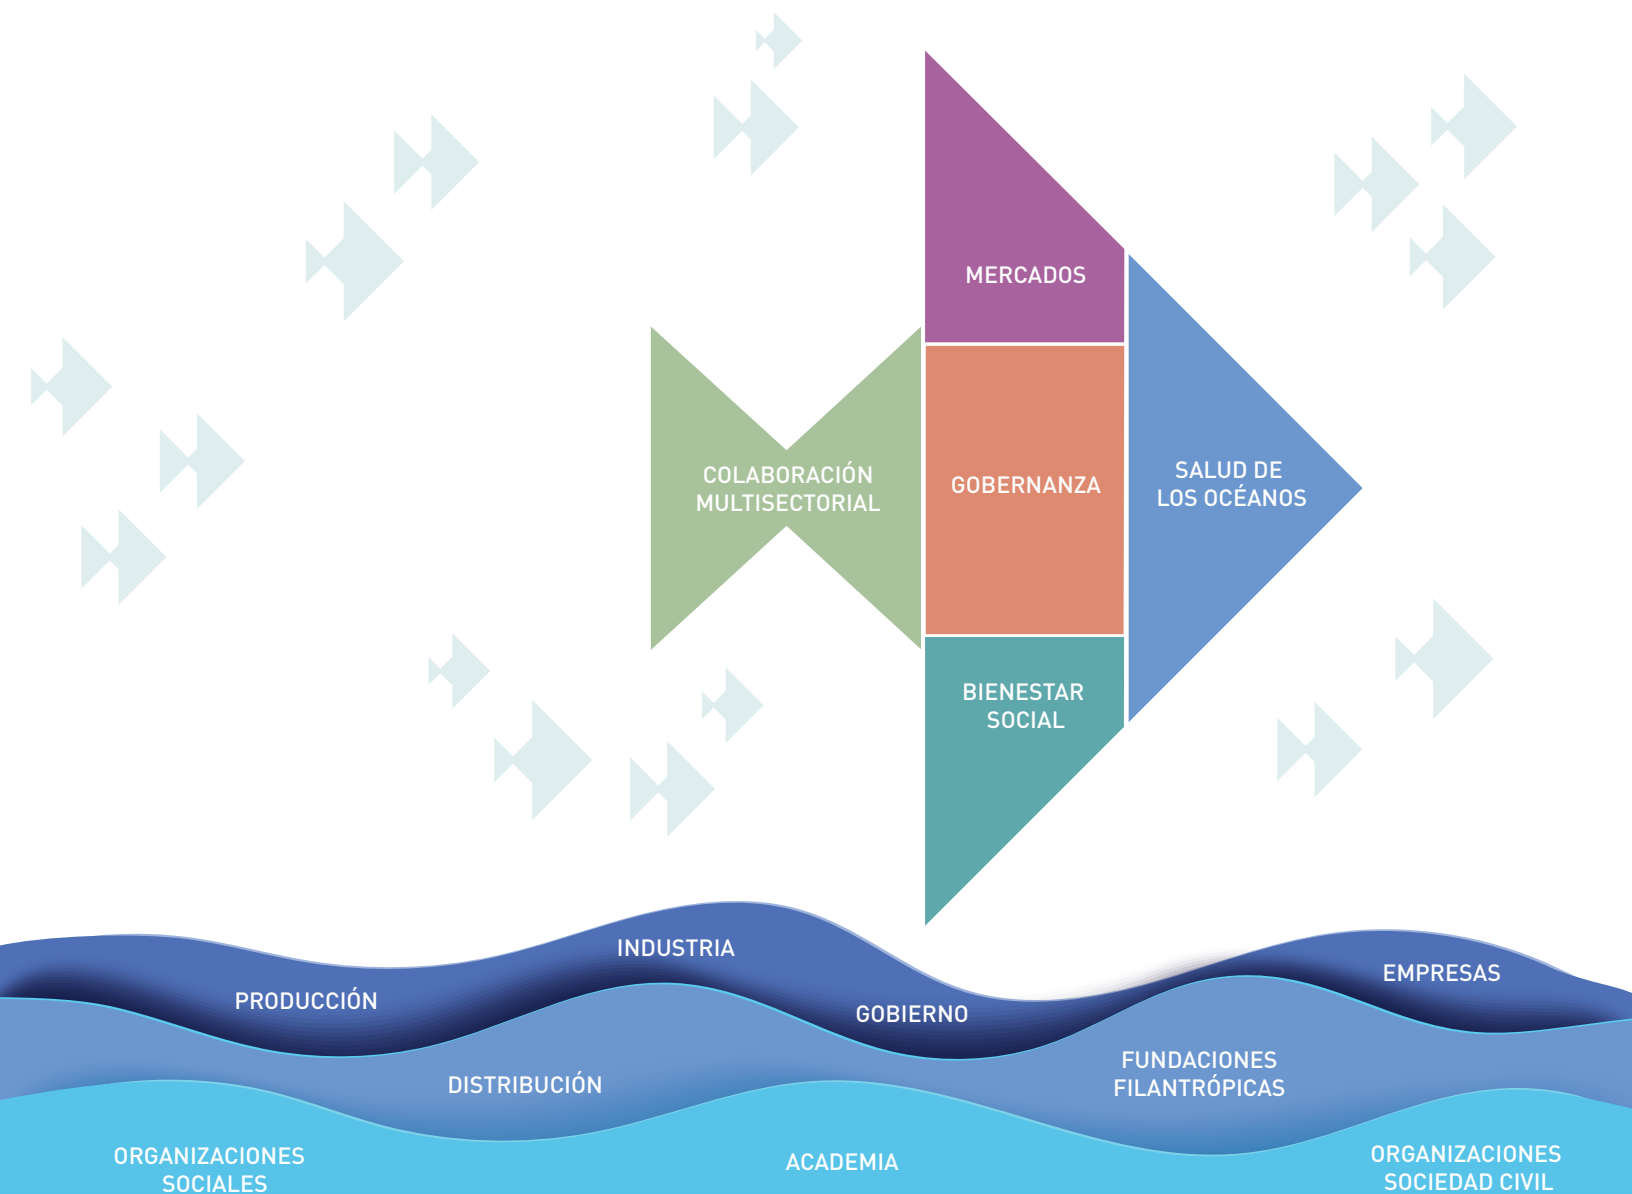 MERCADOS
COLABORACIÓN
MULTISECTORIAL
GOBERNANZA
SALUD DE
LOS OCÉANOS
BIENESTAR
SOCIAL
INDUSTRIA
PRODUCCIÓN
GOBIERNO
EMPRESAS
DISTRIBUCIÓN
FUNDACIONES
FILANTRÓPICAS
ORGANIZACIONES
SOCIALES
ACADEMIA
ORGANIZACIONES
SOCIEDAD CIVIL